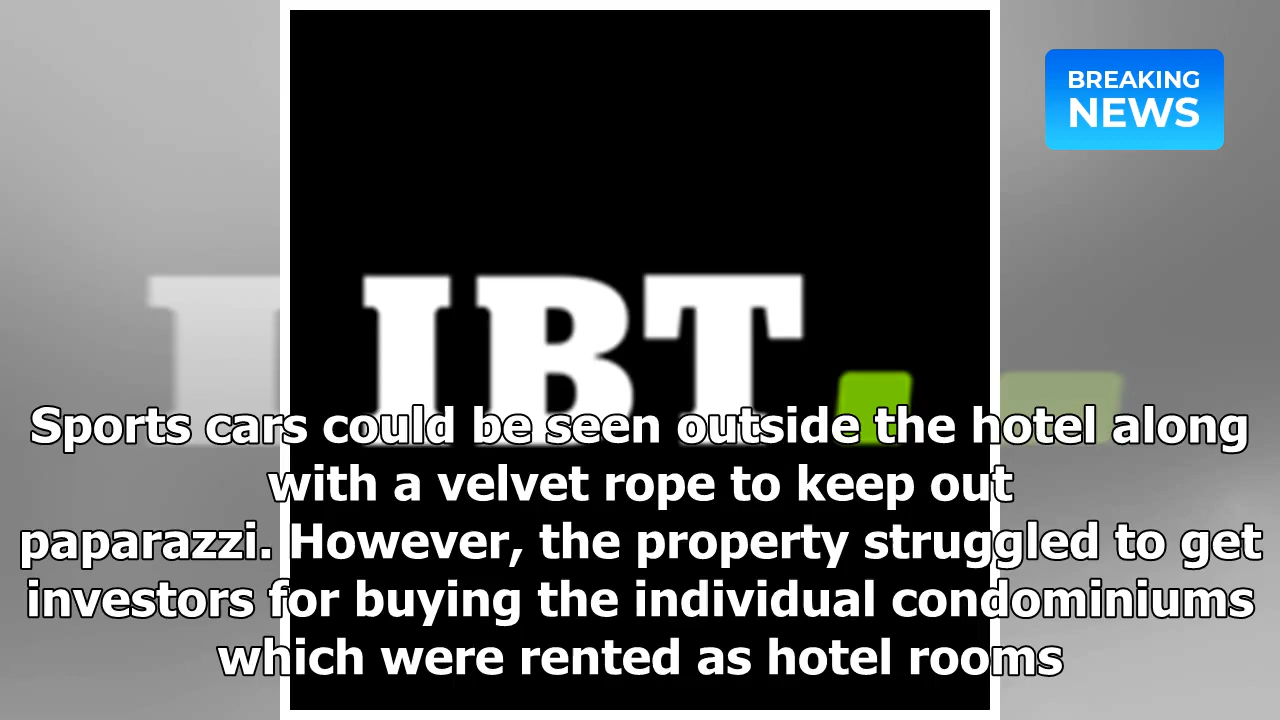 BREAKING
NEWS
IBT
Sports cars could be seen outside the hotel along
with a velvet rope to keep out
paparazzi. However, the property struggled to get
investors for buying the individual condominiums
which were rented as hotel rooms